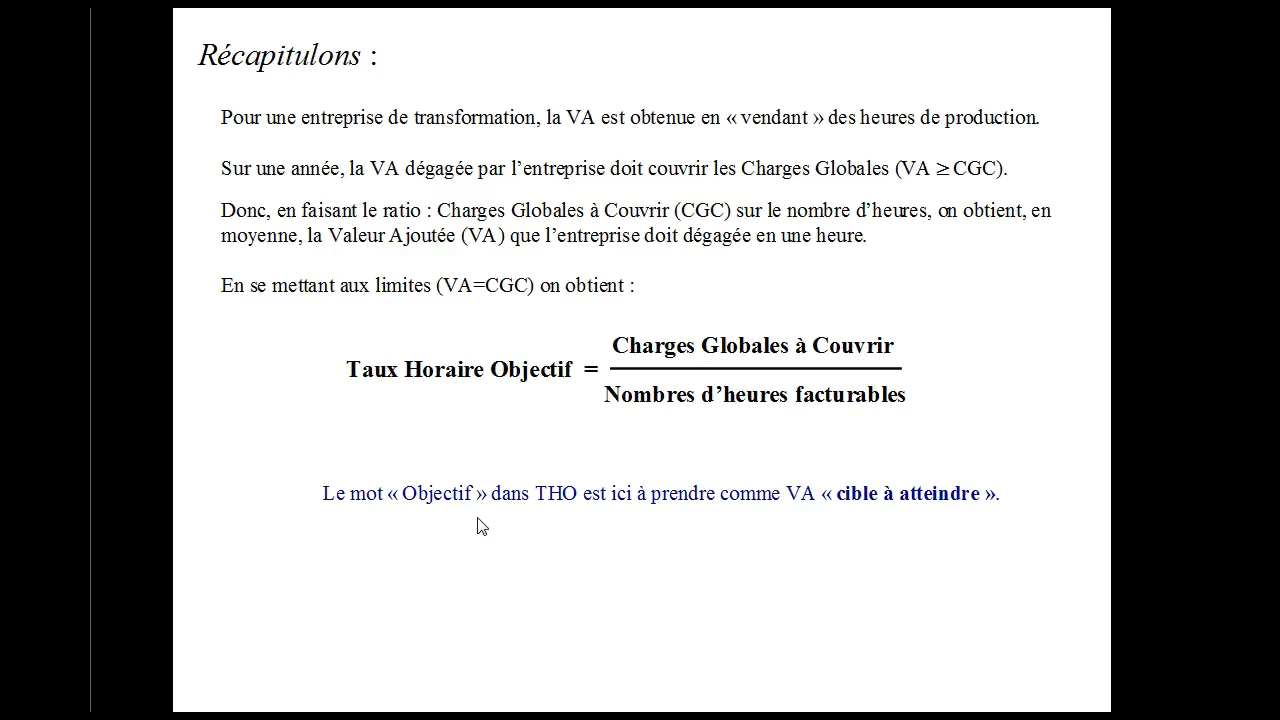 Récapitulons :
Pour une entreprise de transformation, la VA est obtenue en « vendant » des heures de production.
Sur une année, la VA dégagée par l’entreprise doit couvrir les Charges Globales (VA ≥ CGC).
Donc, en faisant le ratio : Charges Globales à Couvrir (CGC) sur le nombre d’heures, on obtient, en
moyenne, la Valeur Ajoutée (VA) que l’entreprise doit dégagée en une heure.
En se mettant aux limites (VA=CGC) on obtient :
Charges Globales à Couvrir
Taux Horaire Objectif =
Nombres d’heures facturables
Le mot « Objectif » dans THO est ici à prendre comme VA « cible à atteindre ».